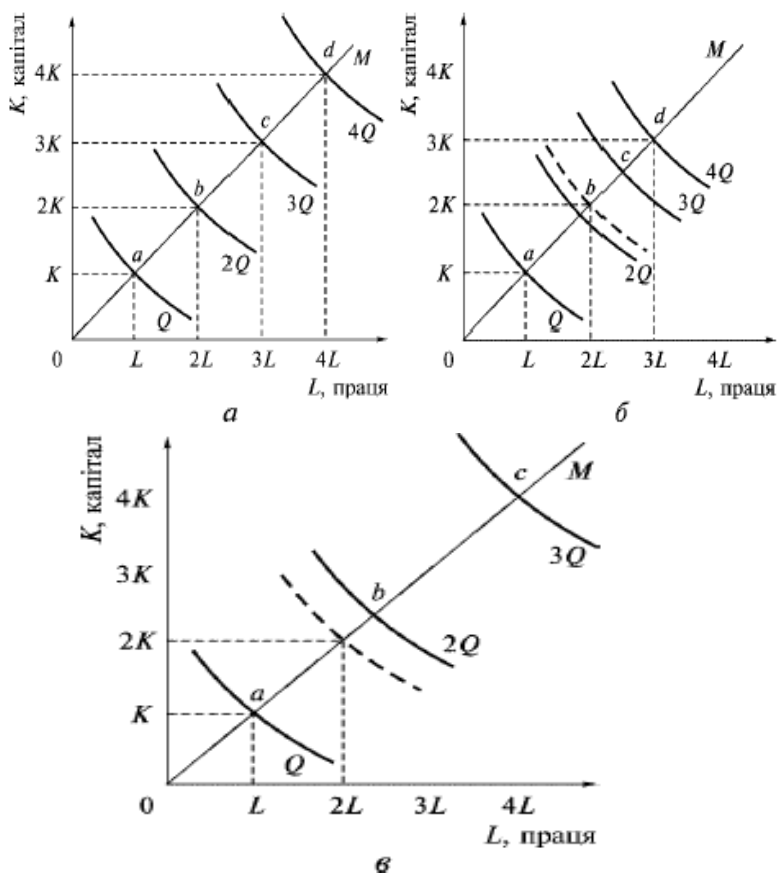 K, капітал
4K
3K
2K
K
0
L
2L
3L
4L
L, праця
a
b
c
d
M
Q
2Q
3Q
4Q
а
K, капітал
4K
3K
2K
K
0
L
2L
3L
4L
L, праця
a
b
c
d
M
Q
2Q
3Q
4Q
б
K, капітал
4K
3K
2K
K
0
L
2L
3L
4L
L, праця
a
b
c
M
Q
2Q
3Q
в